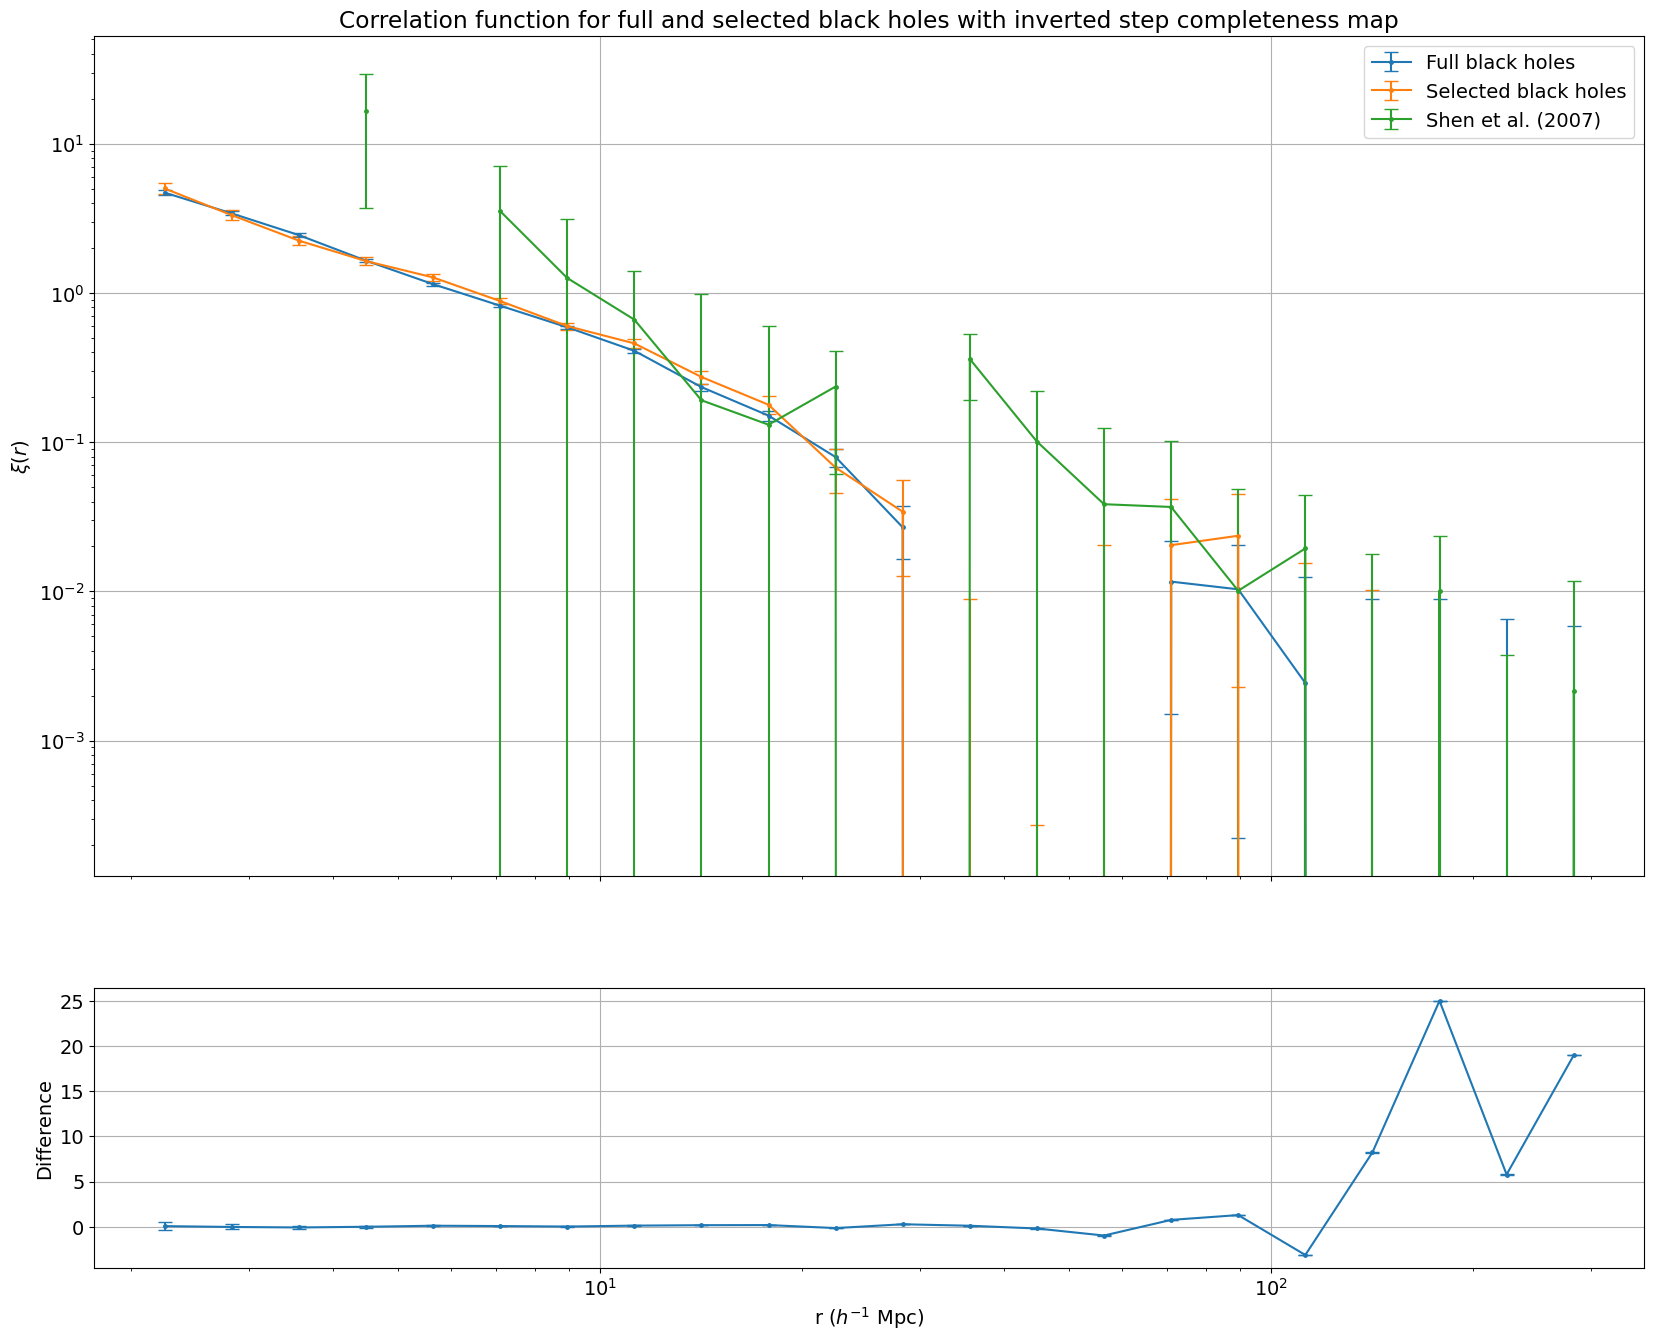 Correlation function for full and selected black holes with inverted step completeness map
Full black holes
Selected black holes
Shen et al. (2007)
10¹
10⁰
10⁻¹
10⁻²
10⁻³
ξ(r)
25
20
15
10
5
0
Difference
10¹ 10²
r (h⁻¹ Mpc)